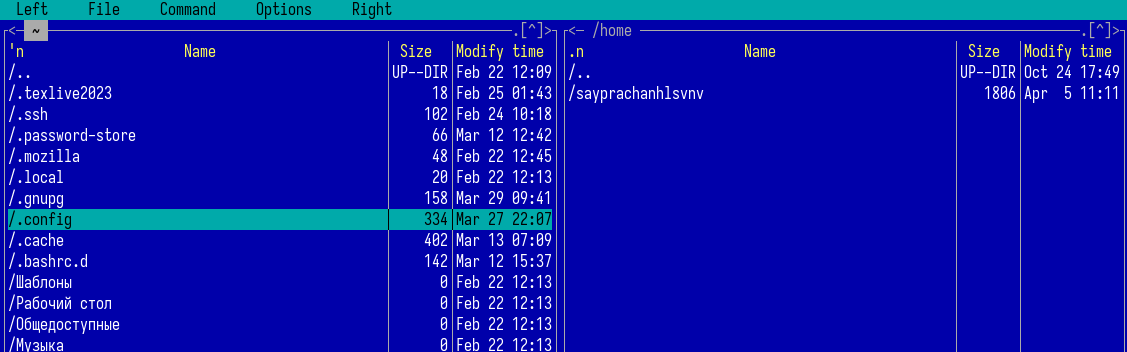 Left File Command Options Right
<─ ~ .[^]> <─ /home .[^]>
'n Name Size Modify time .n Name Size Modify time
/.. UP--DIR Feb 22 12:09 /.. UP--DIR Oct 24 17:49
/.texlive2023 18 Feb 25 01:43 /sayprachanhlsvnv 1806 Apr 5 11:11
/.ssh 102 Feb 24 10:18
/.password-store 66 Mar 12 12:42
/.mozilla 48 Feb 22 12:45
/.local 20 Feb 22 12:13
/.gnupg 158 Mar 29 09:41
/.config 334 Mar 27 22:07
/.cache 402 Mar 13 07:09
/.bashrc.d 142 Mar 12 15:37
/Шаблоны 0 Feb 22 12:13
/Рабочий стол 0 Feb 22 12:13
/Общедоступные 0 Feb 22 12:13
/Музыка 0 Feb 22 12:13